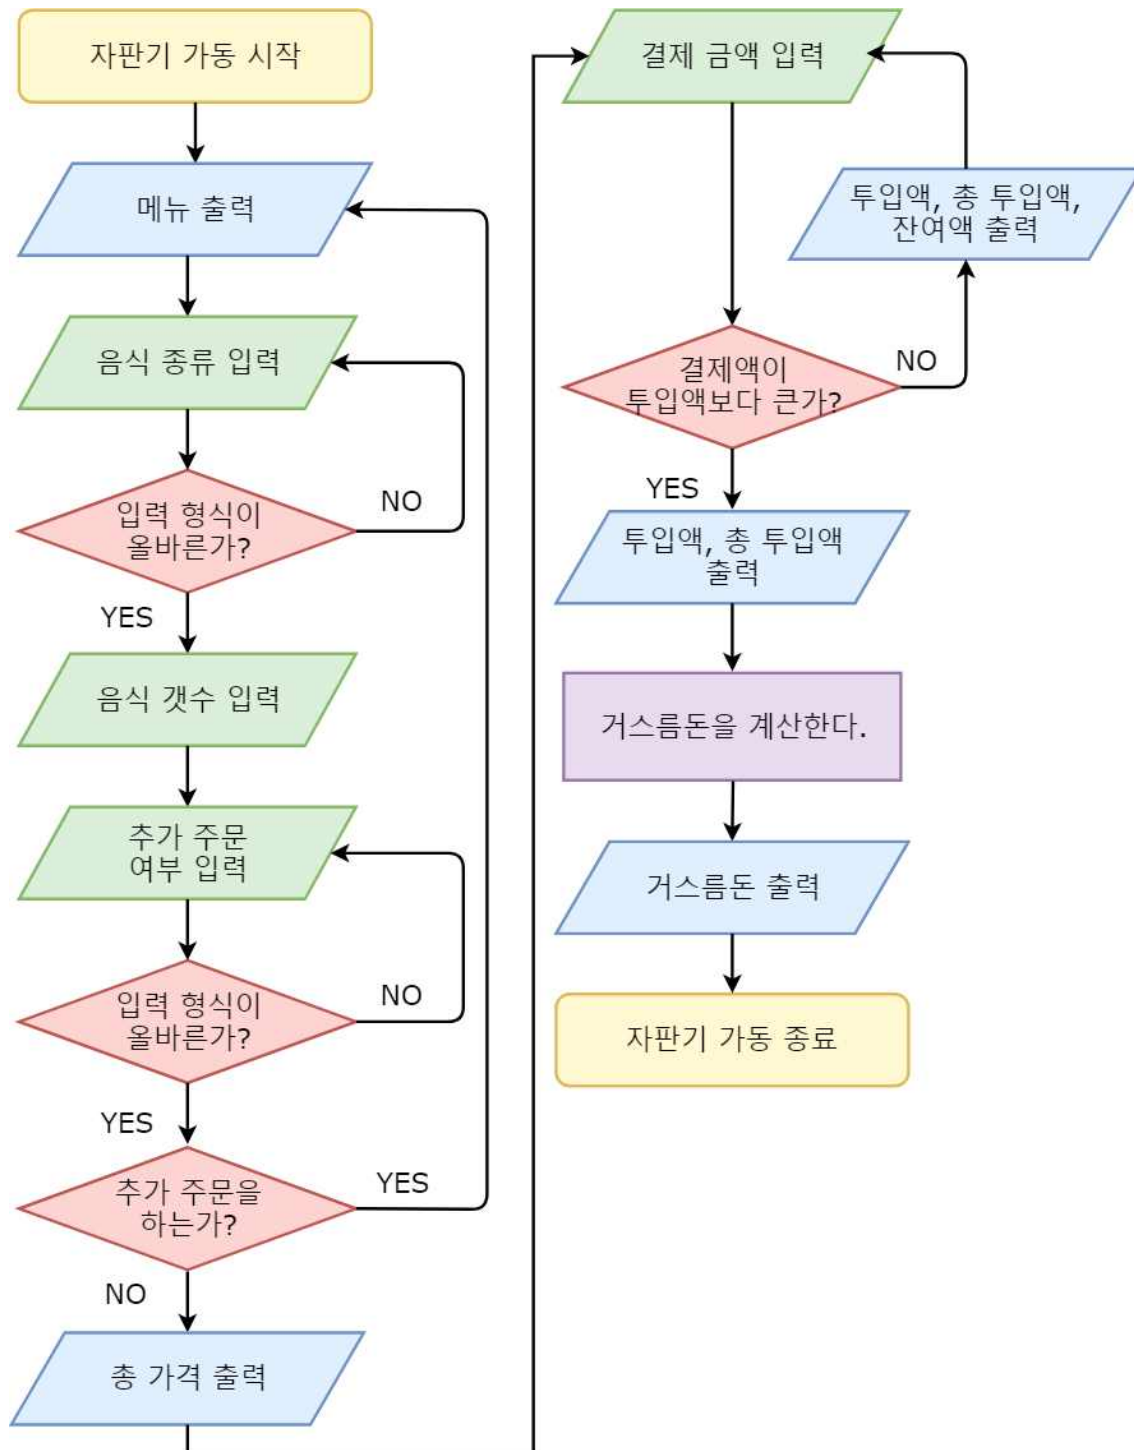 자판기 가동 시작
메뉴 출력
음식 종류 입력
입력 형식이
올바른가?
NO
YES
음식 갯수 입력
추가 주문
여부 입력
입력 형식이
올바른가?
NO
YES
추가 주문을
하는가?
YES
NO
총 가격 출력
결제 금액 입력
투입액, 총 투입액,
잔여액 출력
결제액이
투입액보다 큰가?
NO
YES
투입액, 총 투입액
출력
거스름돈을 계산한다.
거스름돈 출력
자판기 가동 종료